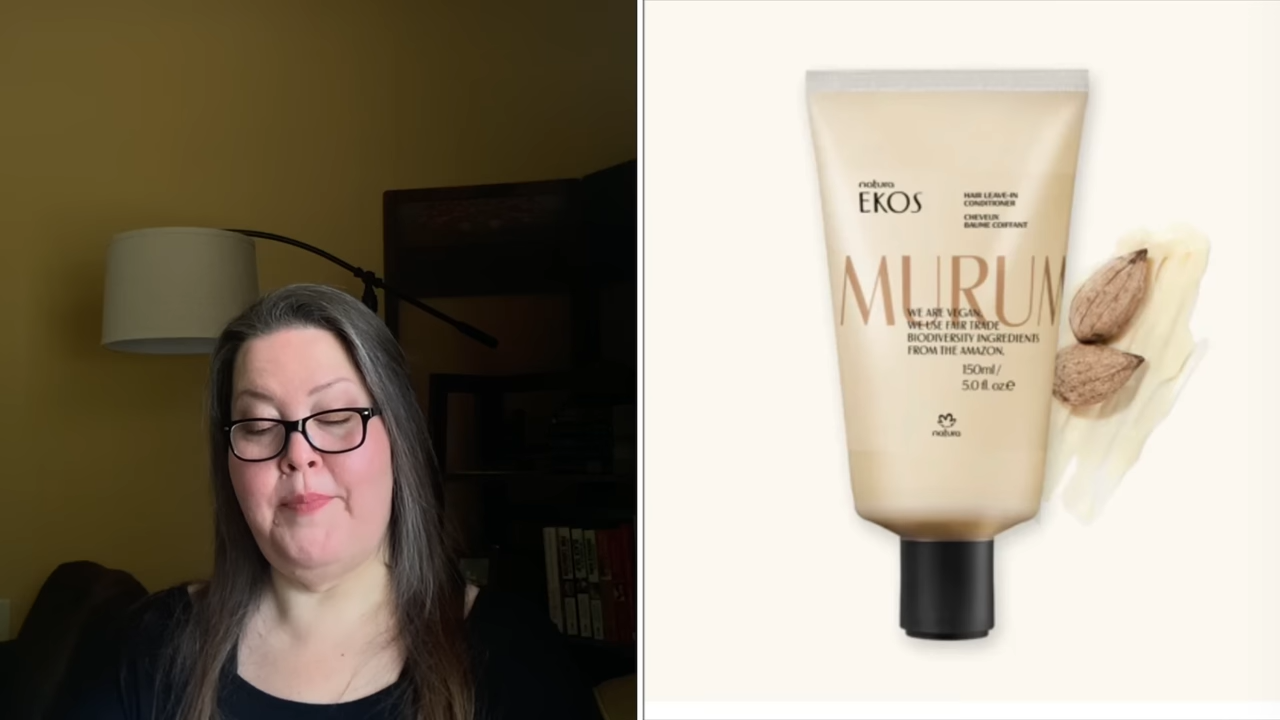 natura
EKOS
HAIR LEAVE-IN
CONDITIONER
CHEVEUX
BAUME COIFFANT
MURUM
WE ARE VEGAN.
WE USE FAIR TRADE
BIODIVERSITY INGREDIENTS
FROM THE AMAZON.
150ml /
5.0 fl. oz.e
natura